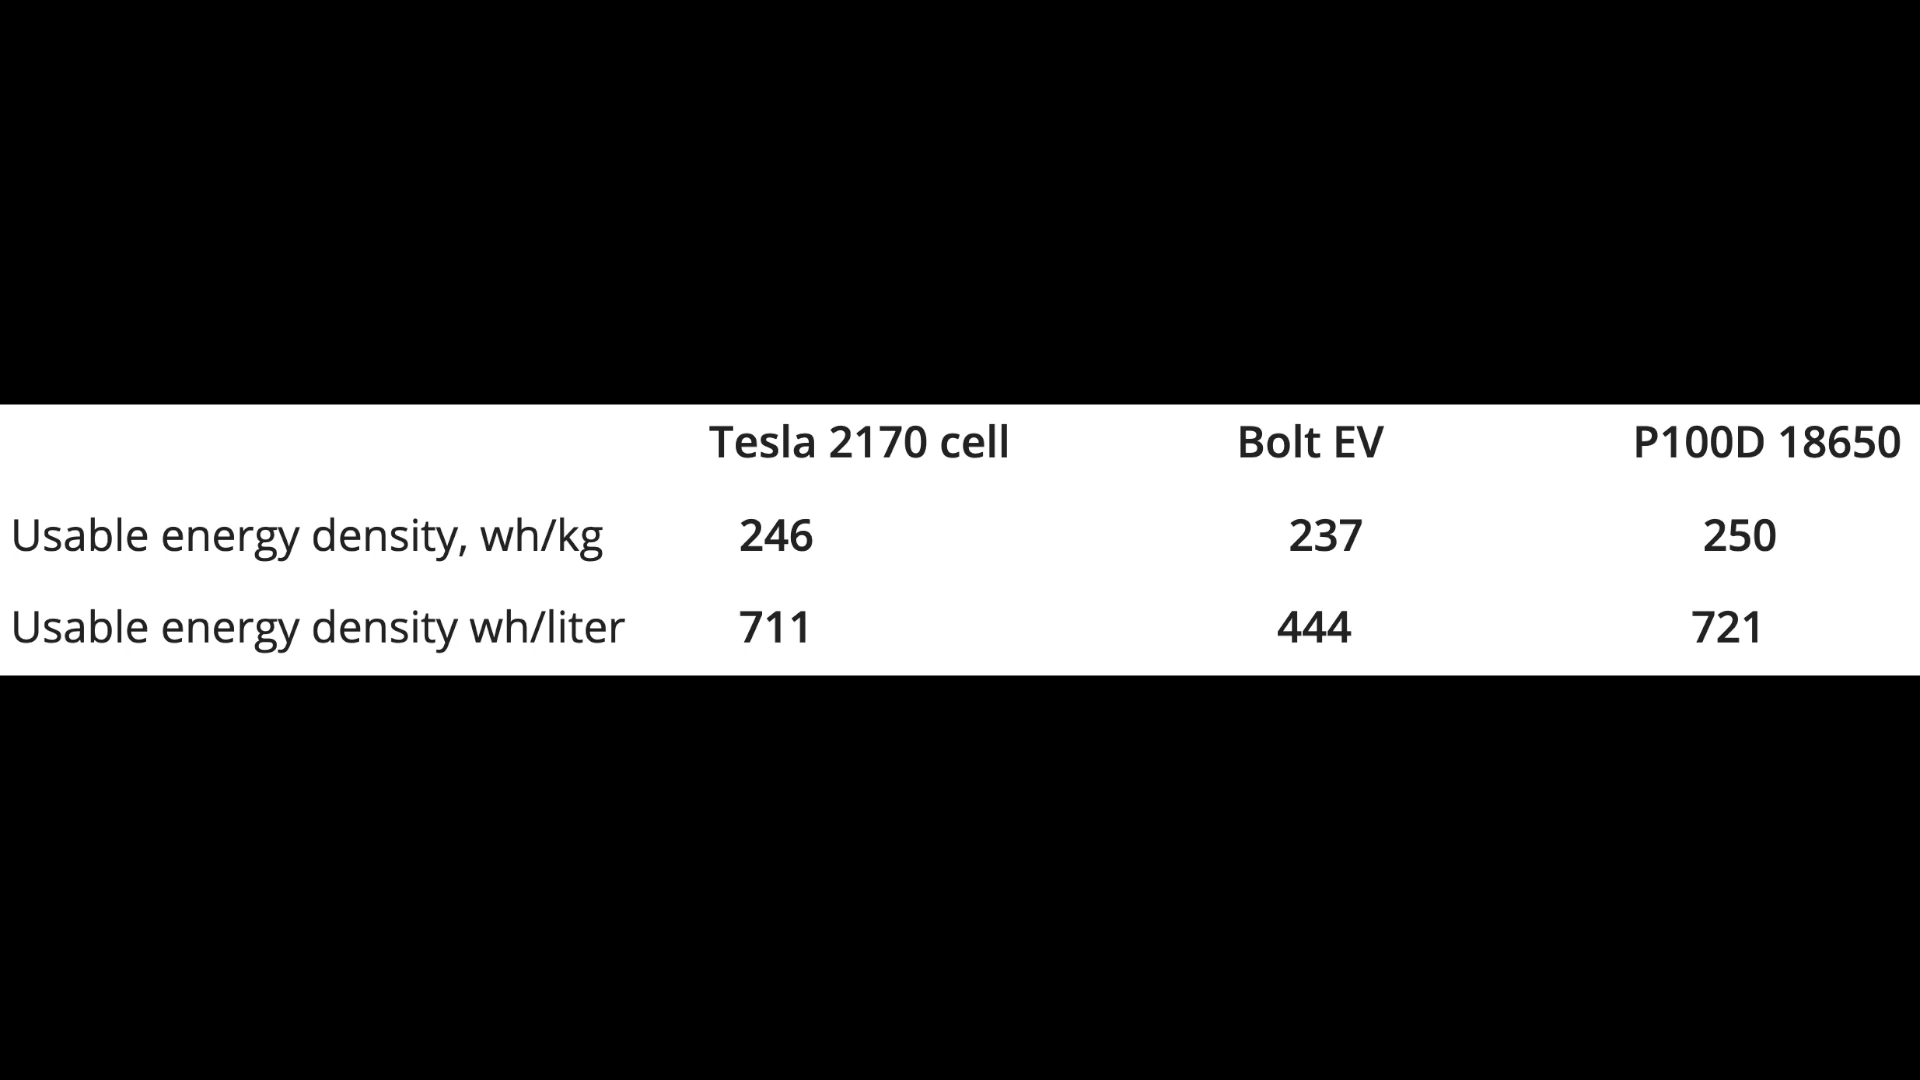 Tesla 2170 cell Bolt EV P100D 18650
Usable energy density, wh/kg 246 237 250
Usable energy density wh/liter 711 444 721